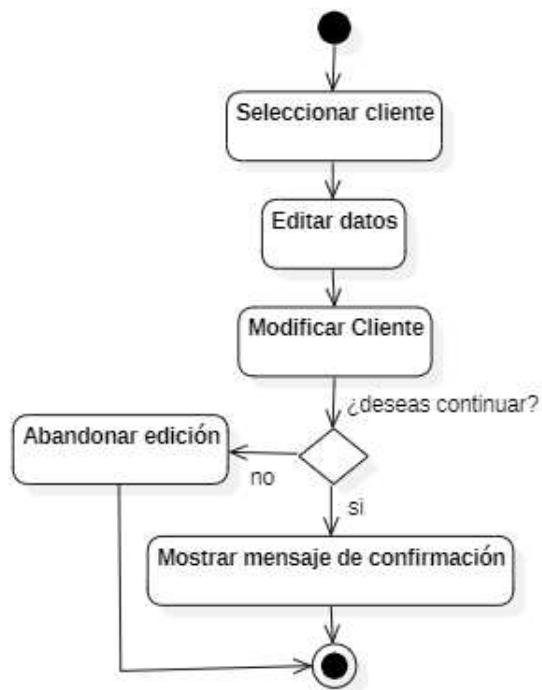 Seleccionar cliente
Editar datos
Modificar Cliente
¿deseas continuar?
Abandonar edición
no
si
Mostrar mensaje de confirmación